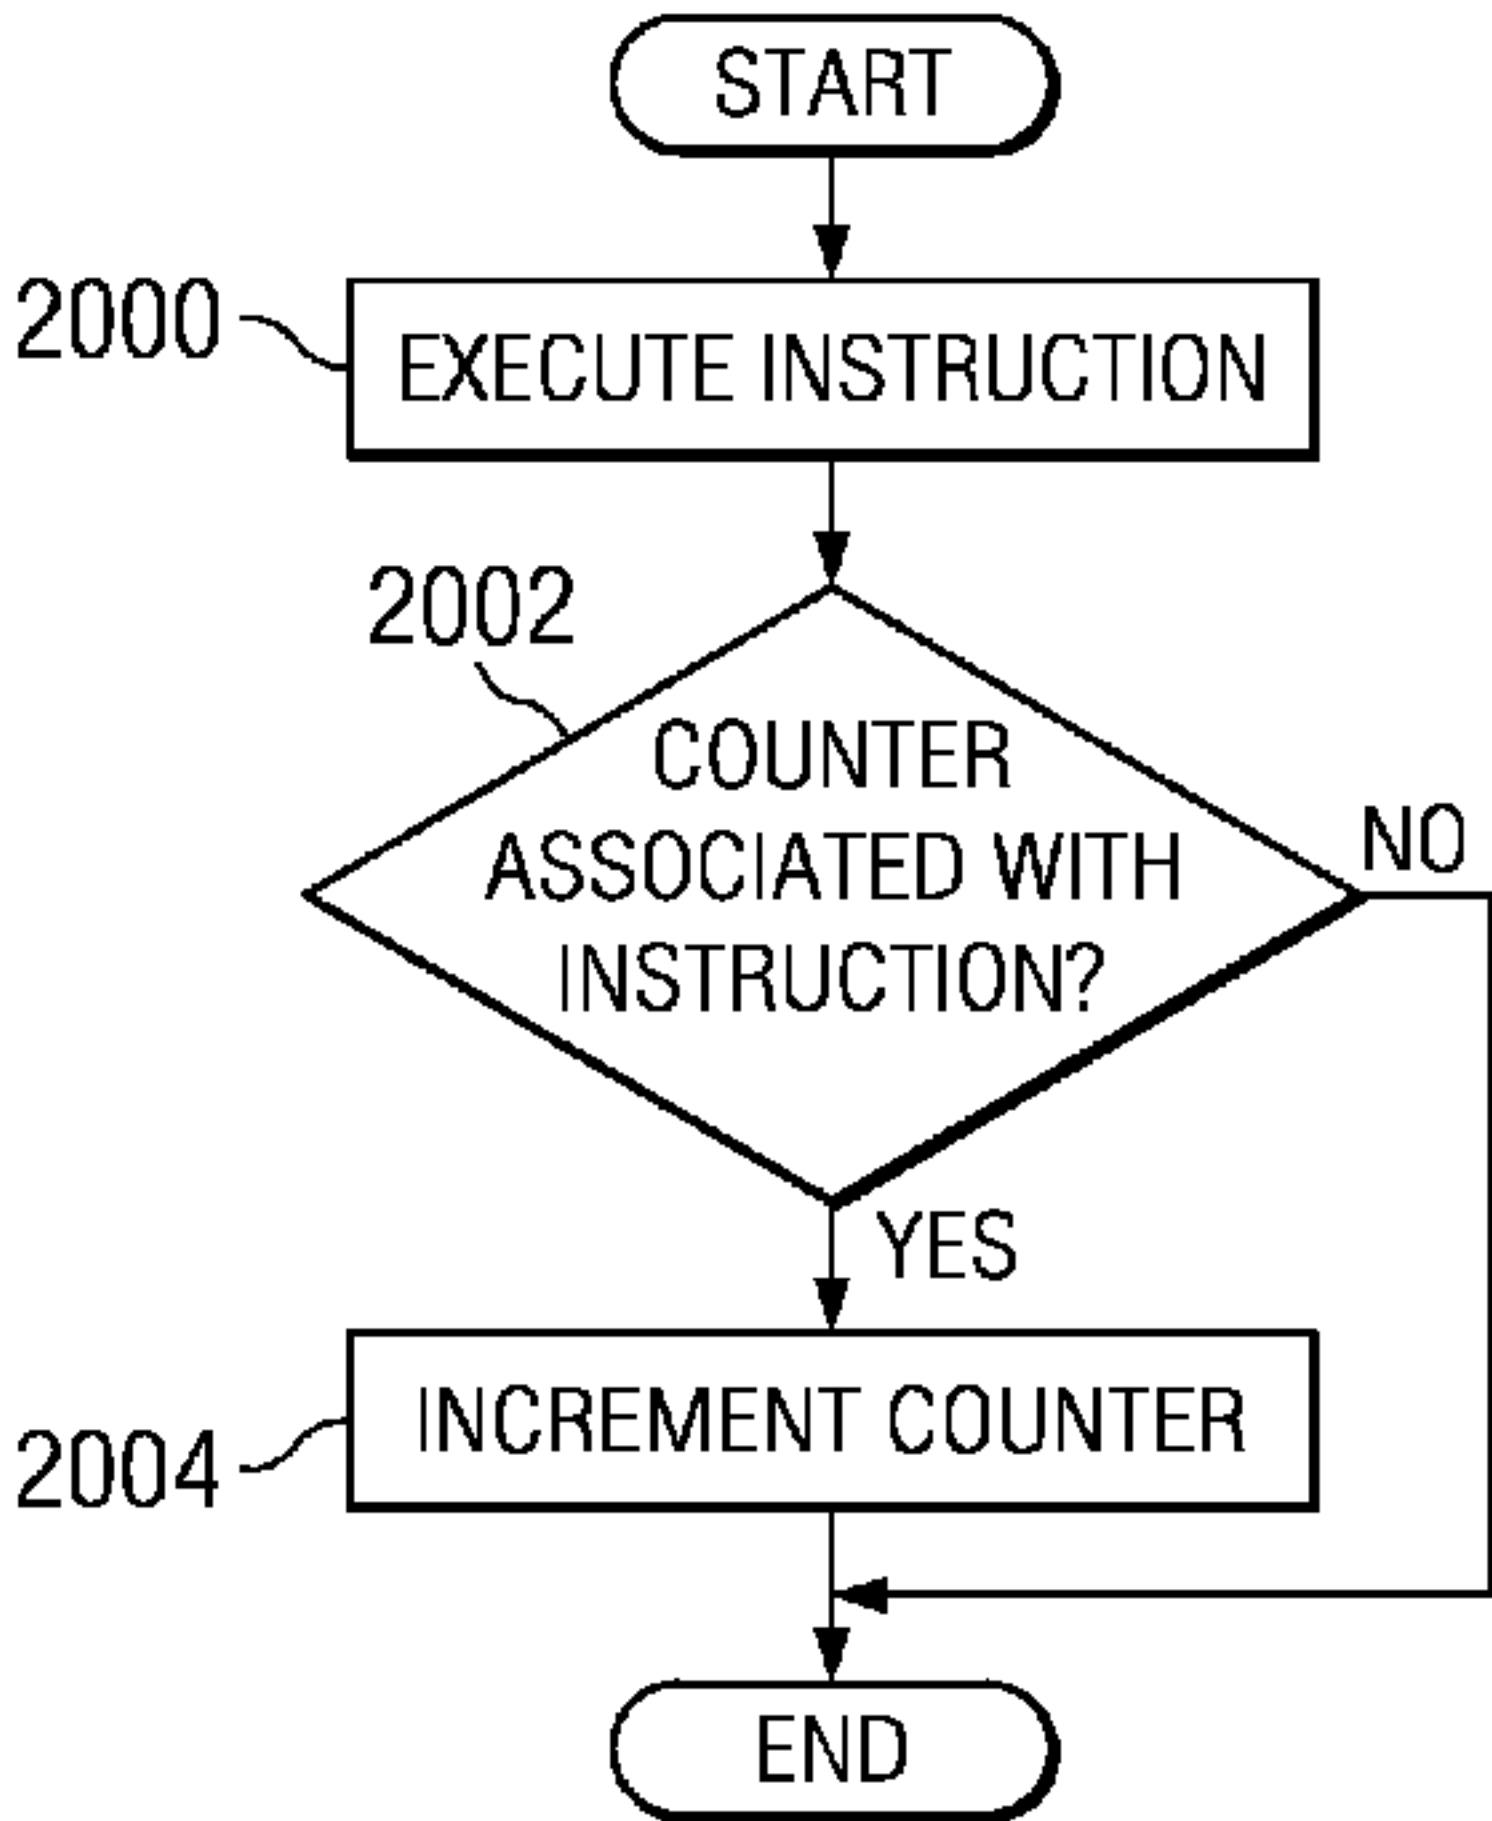 START
2000
EXECUTE INSTRUCTION
2002
COUNTER
ASSOCIATED WITH
INSTRUCTION?
NO
YES
INCREMENT COUNTER
2004
END